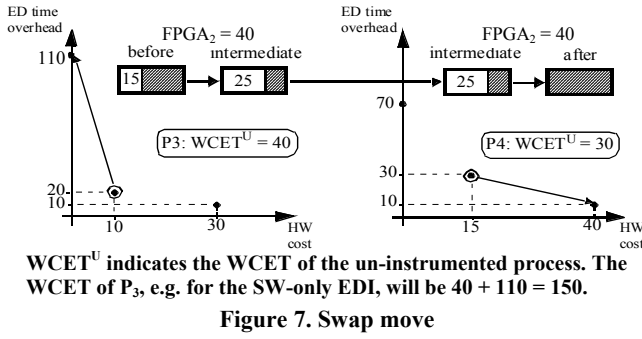 ED time
overhead
FPGA2 = 40
before
intermediate
15
25
110
P3: WCET^U = 40
20
10
10
30
HW
cost
ED time
overhead
FPGA2 = 40
intermediate
after
25
70
P4: WCET^U = 30
30
10
15
40
HW
cost
WCET^U indicates the WCET of the un-instrumented process. The
WCET of P3, e.g. for the SW-only EDI, will be 40 + 110 = 150.
Figure 7. Swap move